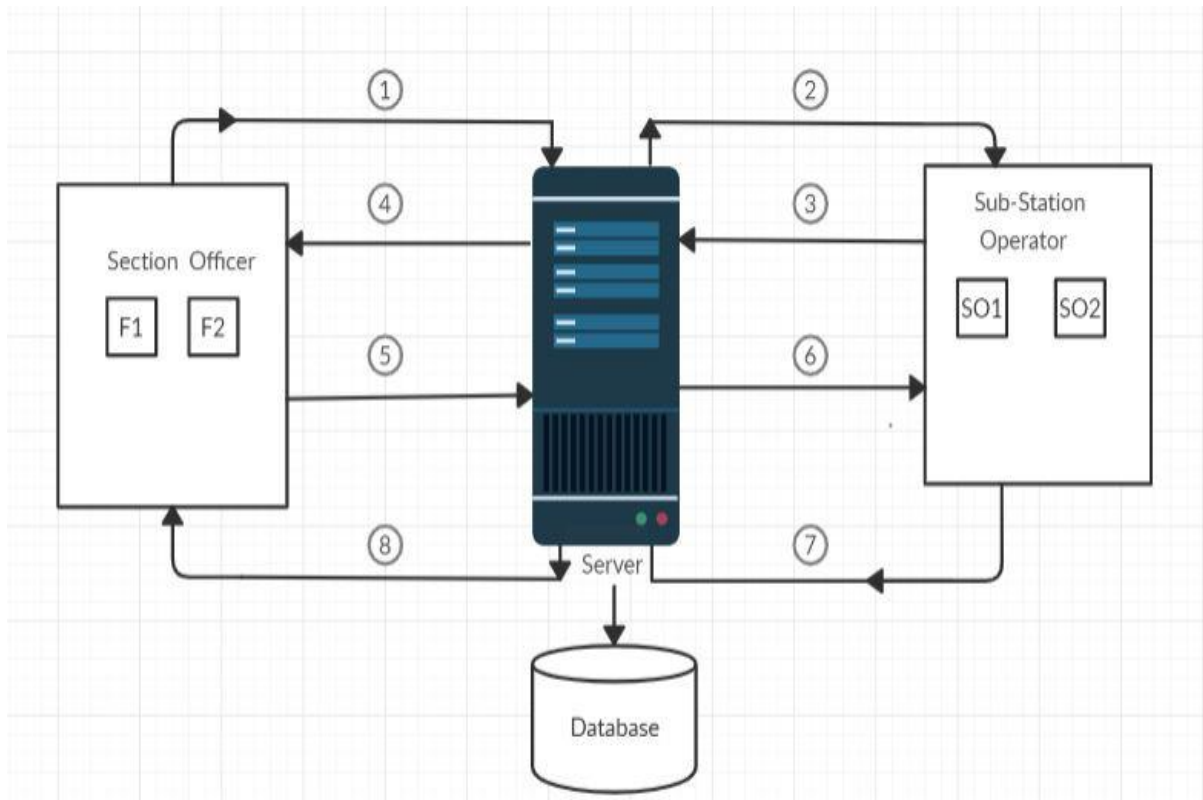 1
2
4
3
Sub-Station
Operator
Section Officer
F1
F2
SO1
SO2
5
6
8
7
Server
Database